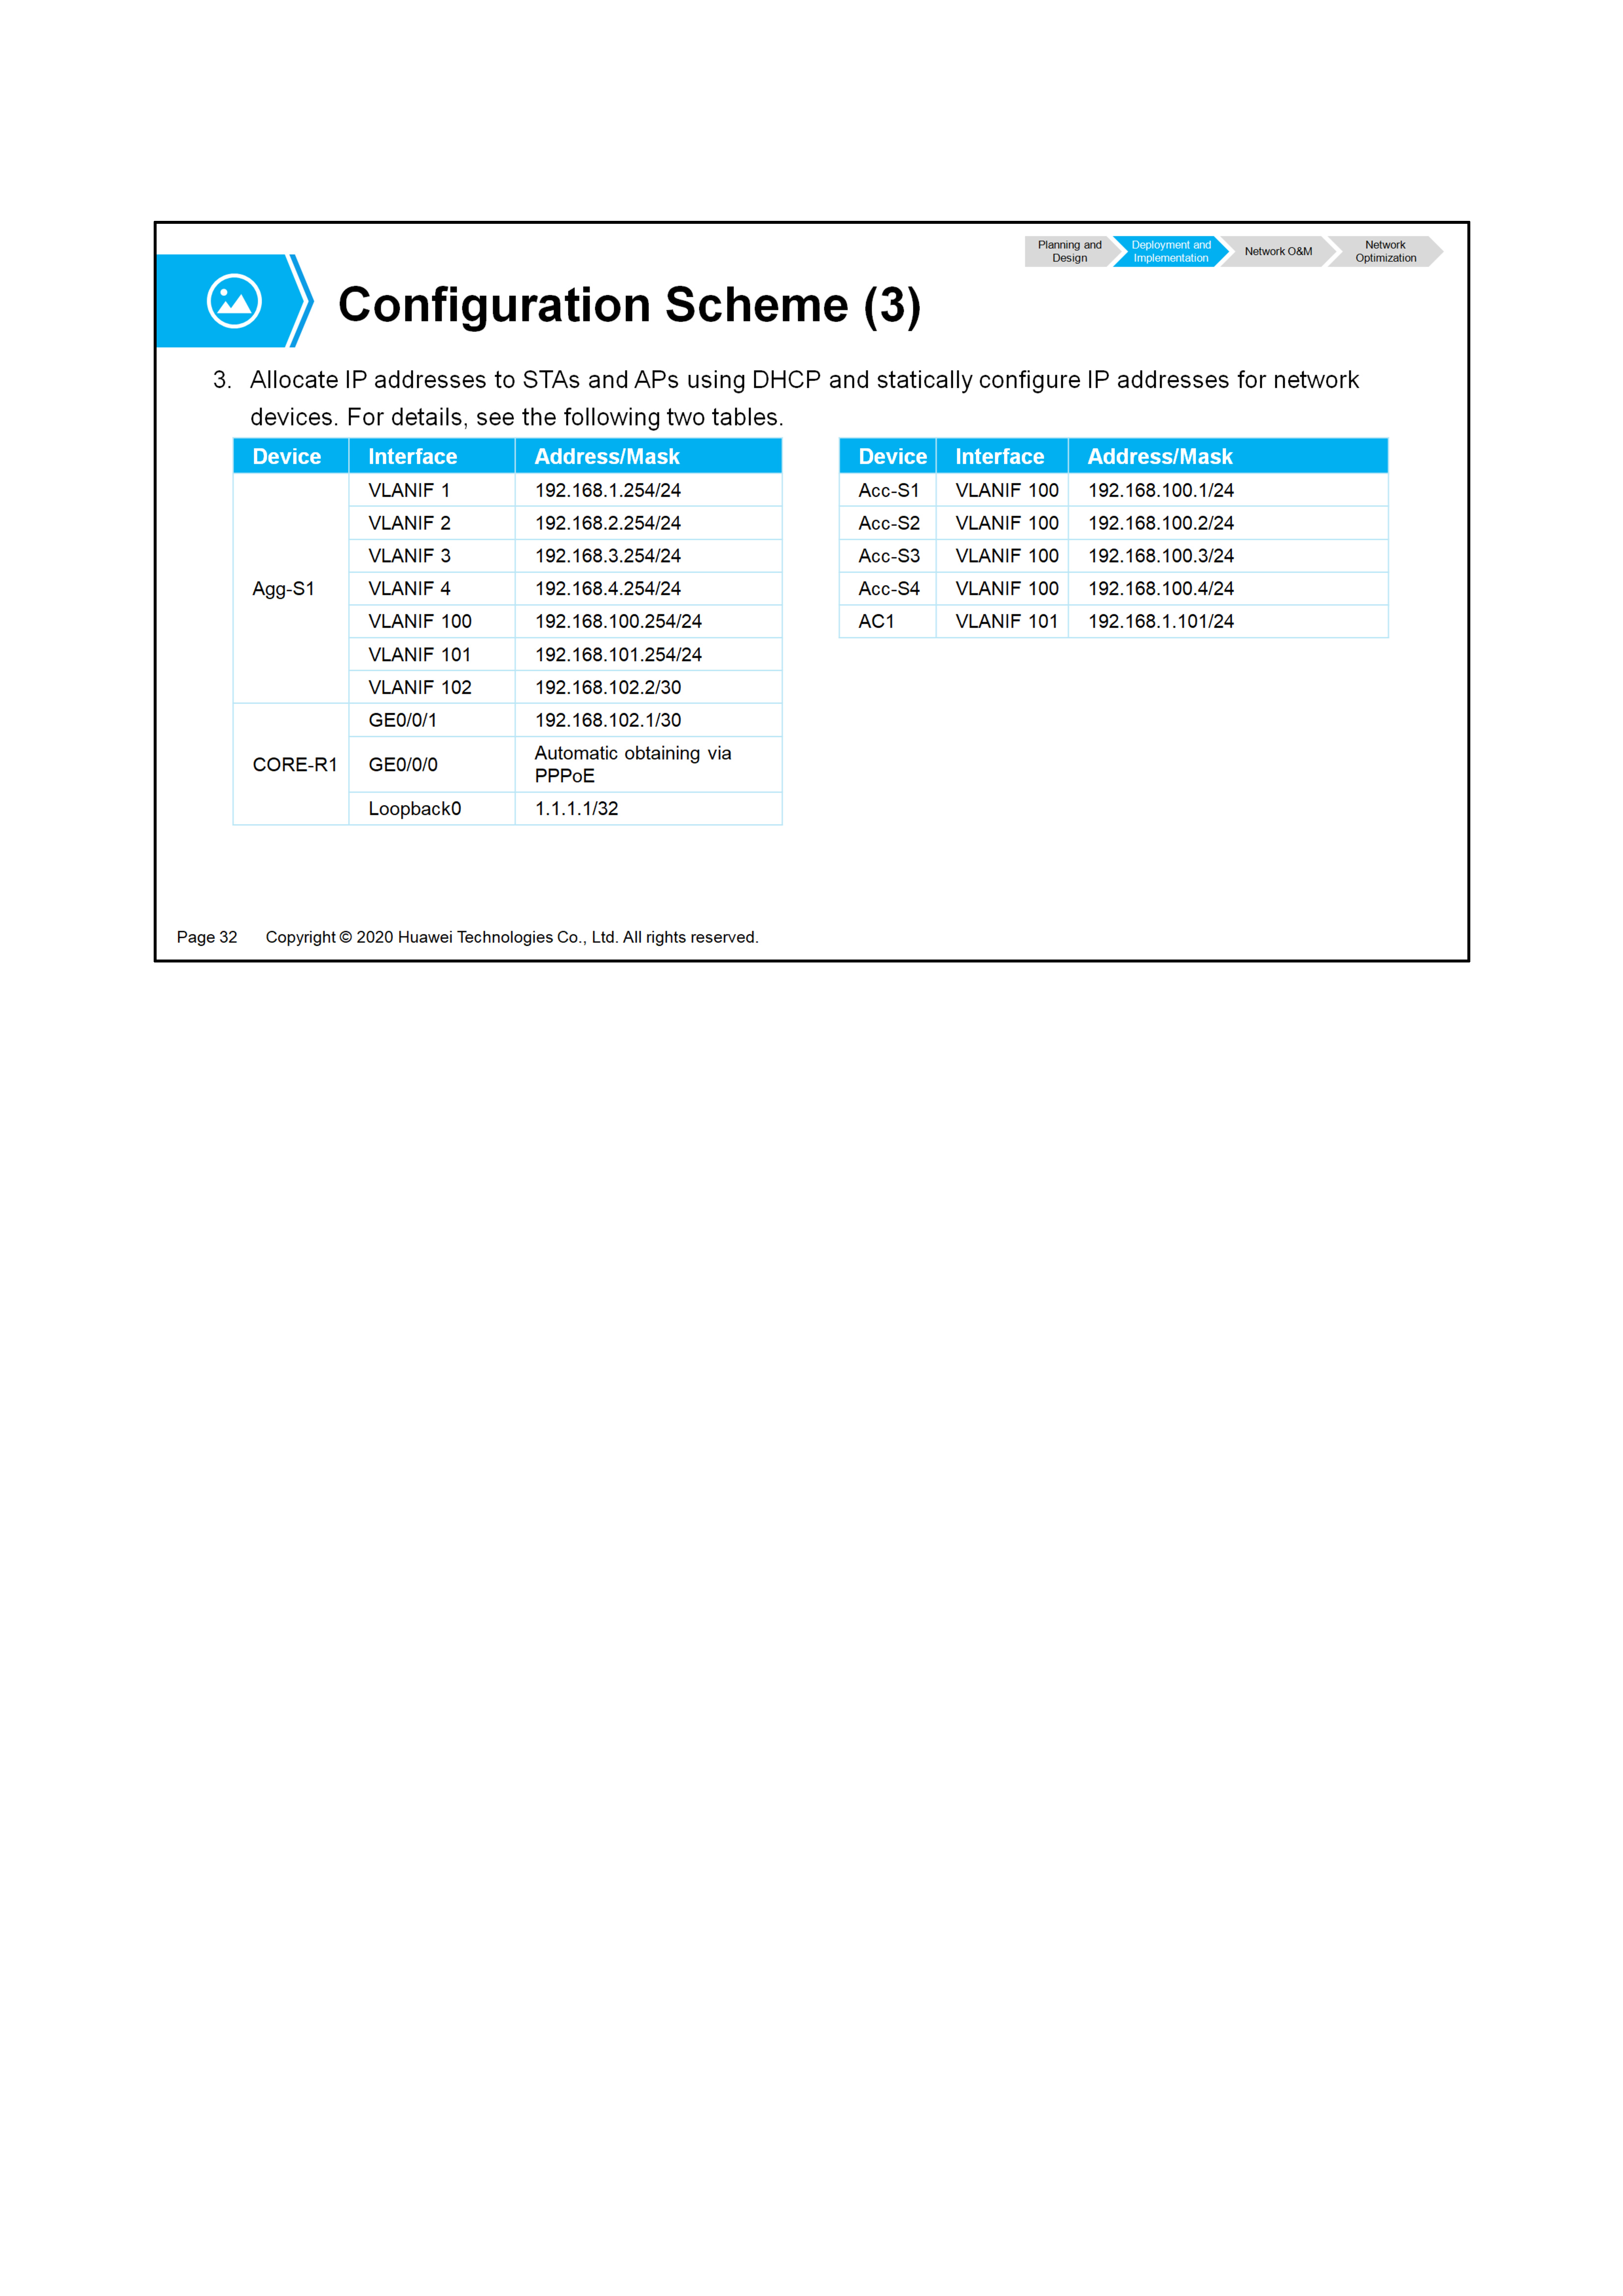 Planning and
Design
Deployment and
Implementation
Network O&M
Network
Optimization
Configuration Scheme (3)
3. Allocate IP addresses to STAs and APs using DHCP and statically configure IP addresses for network
devices. For details, see the following two tables.
Device Interface Address/Mask
Agg-S1
VLANIF 1 192.168.1.254/24
VLANIF 2 192.168.2.254/24
VLANIF 3 192.168.3.254/24
VLANIF 4 192.168.4.254/24
VLANIF 100 192.168.100.254/24
VLANIF 101 192.168.101.254/24
VLANIF 102 192.168.102.2/30
CORE-R1
GE0/0/1 192.168.102.1/30
GE0/0/0 Automatic obtaining via
PPPoE
Loopback0 1.1.1.1/32
Device Interface Address/Mask
Acc-S1 VLANIF 100 192.168.100.1/24
Acc-S2 VLANIF 100 192.168.100.2/24
Acc-S3 VLANIF 100 192.168.100.3/24
Acc-S4 VLANIF 100 192.168.100.4/24
AC1 VLANIF 101 192.168.1.101/24
Page 32 Copyright © 2020 Huawei Technologies Co., Ltd. All rights reserved.